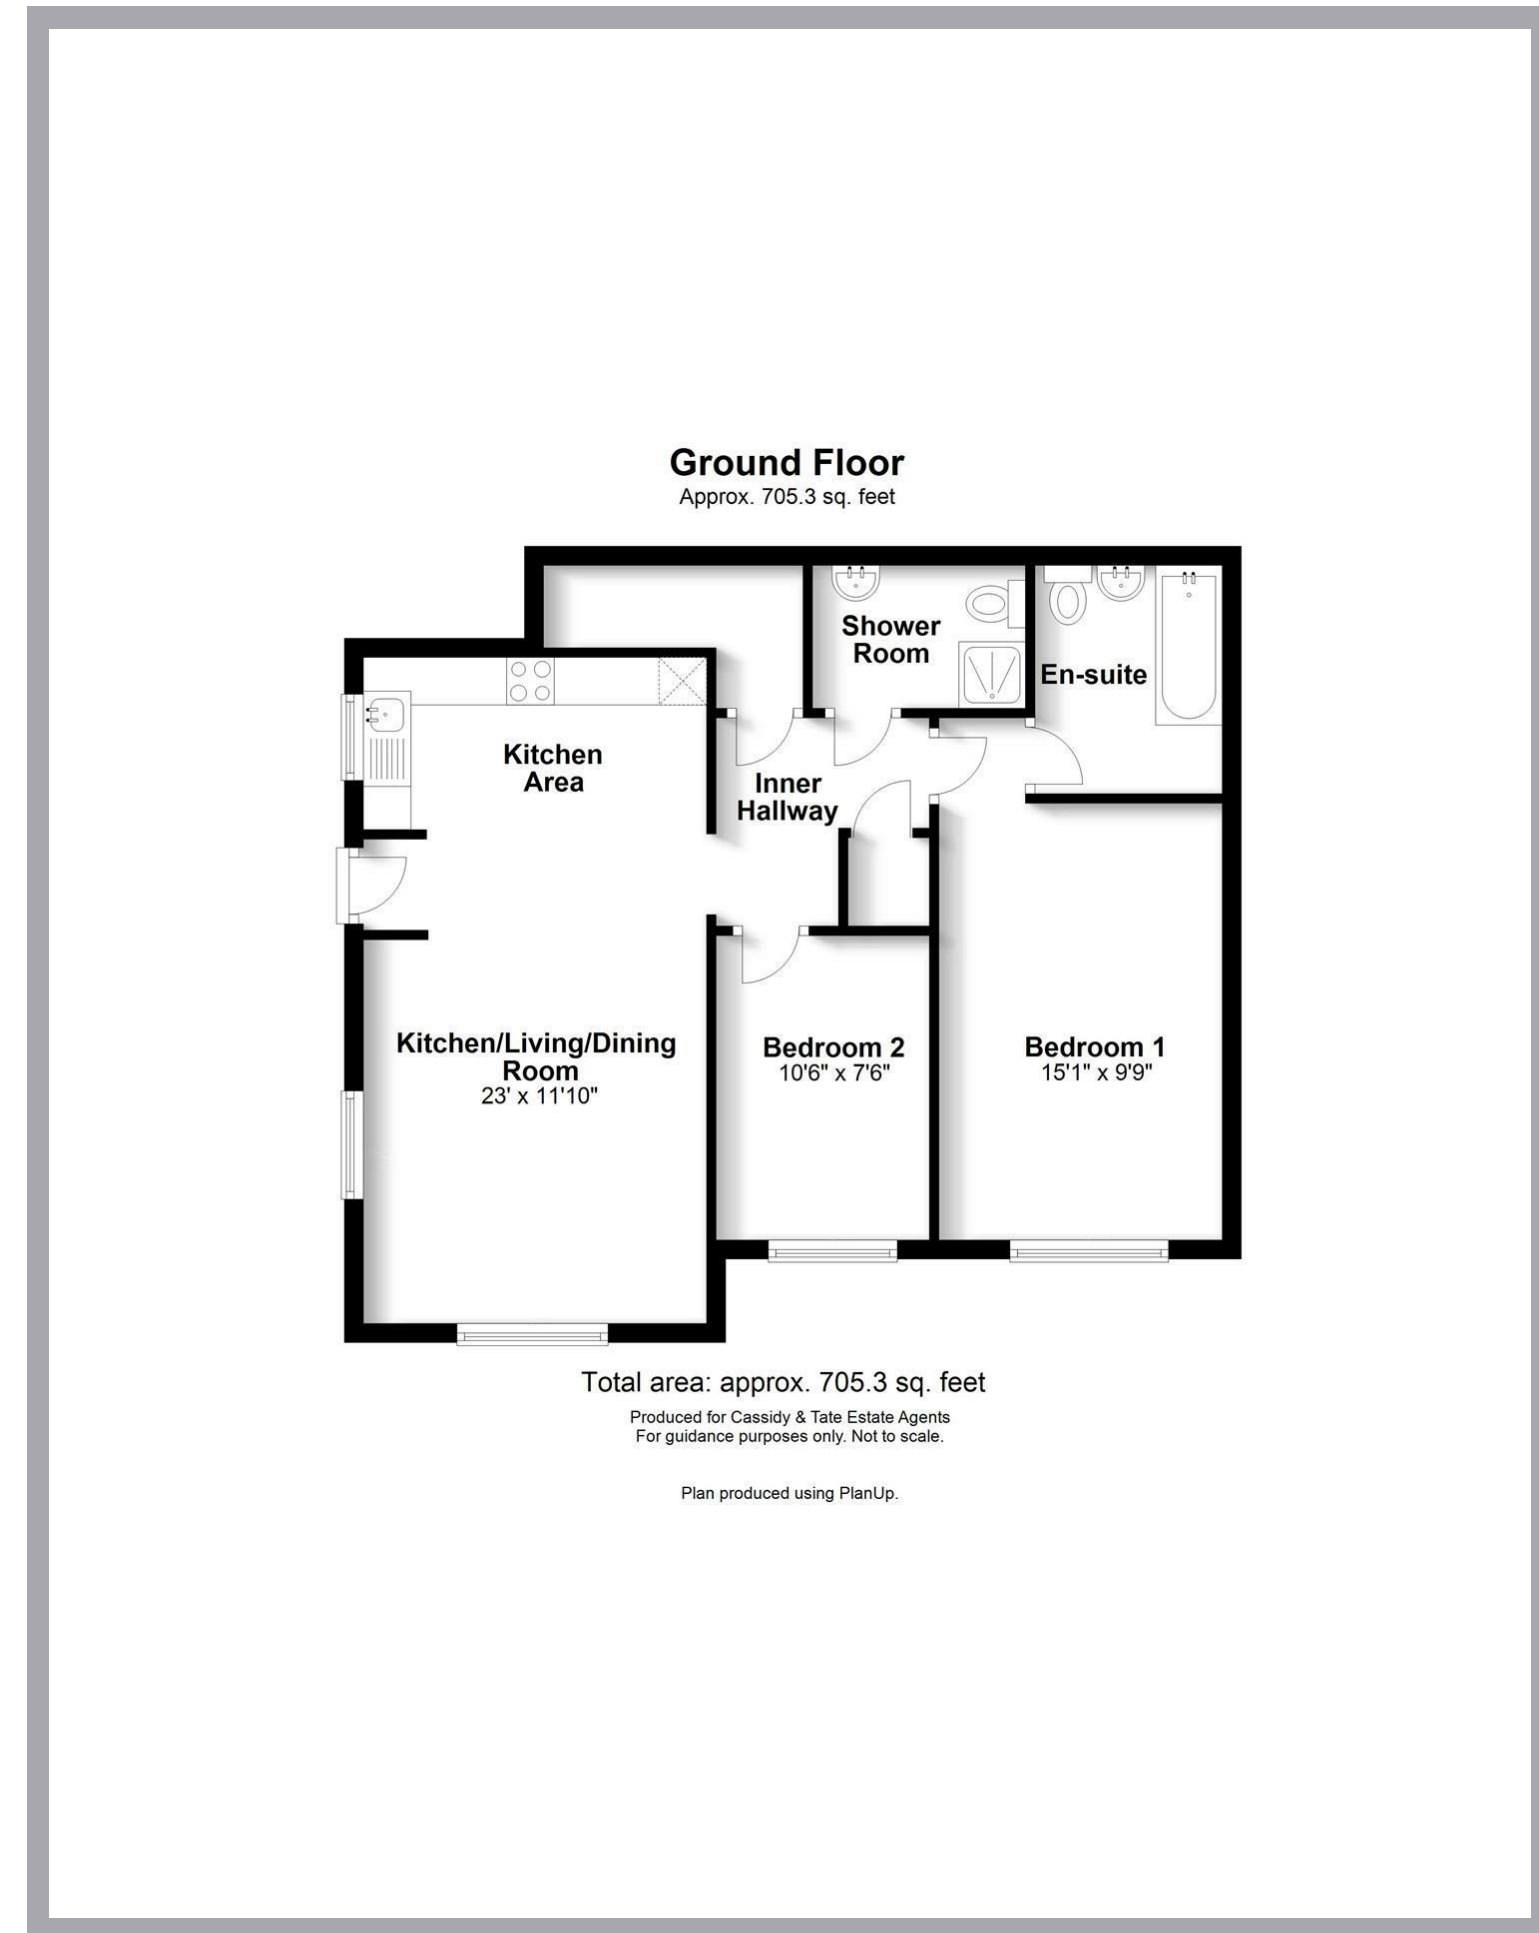 Ground Floor
Approx. 705.3 sq. feet
Shower
Room
En-suite
Kitchen
Area
Inner
Hallway
Kitchen/Living/Dining
Room
23' x 11'10"
Bedroom 2
10'6" x 7'6"
Bedroom 1
15'1" x 9'9"
Total area: approx. 705.3 sq. feet
Produced for Cassidy & Tate Estate Agents
For guidance purposes only. Not to scale.
Plan produced using PlanUp.